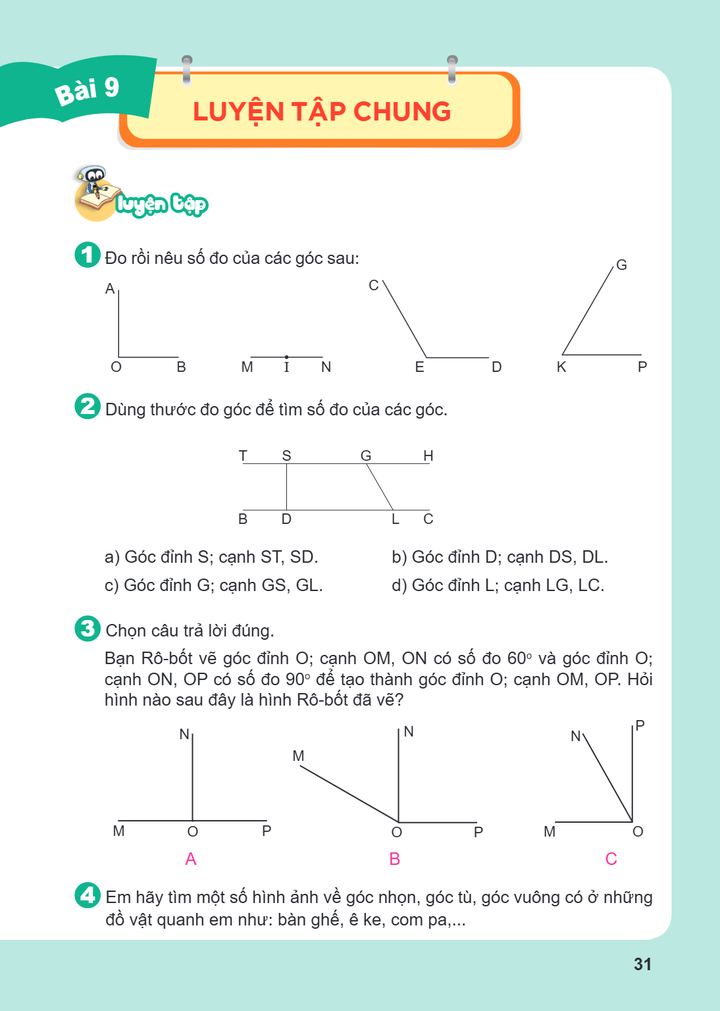 Bài 9
LUYỆN TẬP CHUNG
luyện tập
1 Đo rồi nêu số đo của các góc sau:
A O B
M I N
C E D
G K P
2 Dùng thước đo góc để tìm số đo của các góc.
T S G H
B D L C
a) Góc đỉnh S; cạnh ST, SD.
b) Góc đỉnh D; cạnh DS, DL.
c) Góc đỉnh G; cạnh GS, GL.
d) Góc đỉnh L; cạnh LG, LC.
3 Chọn câu trả lời đúng.
Bạn Rô-bốt vẽ góc đỉnh O; cạnh OM, ON có số đo 60º và góc đỉnh O;
cạnh ON, OP có số đo 90º để tạo thành góc đỉnh O; cạnh OM, OP. Hỏi
hình nào sau đây là hình Rô-bốt đã vẽ?
N
M O P
A
N
M
O P
B
P
N
M O
C
4 Em hãy tìm một số hình ảnh về góc nhọn, góc tù, góc vuông có ở những
đồ vật quanh em như: bàn ghế, ê ke, com pa,...
31